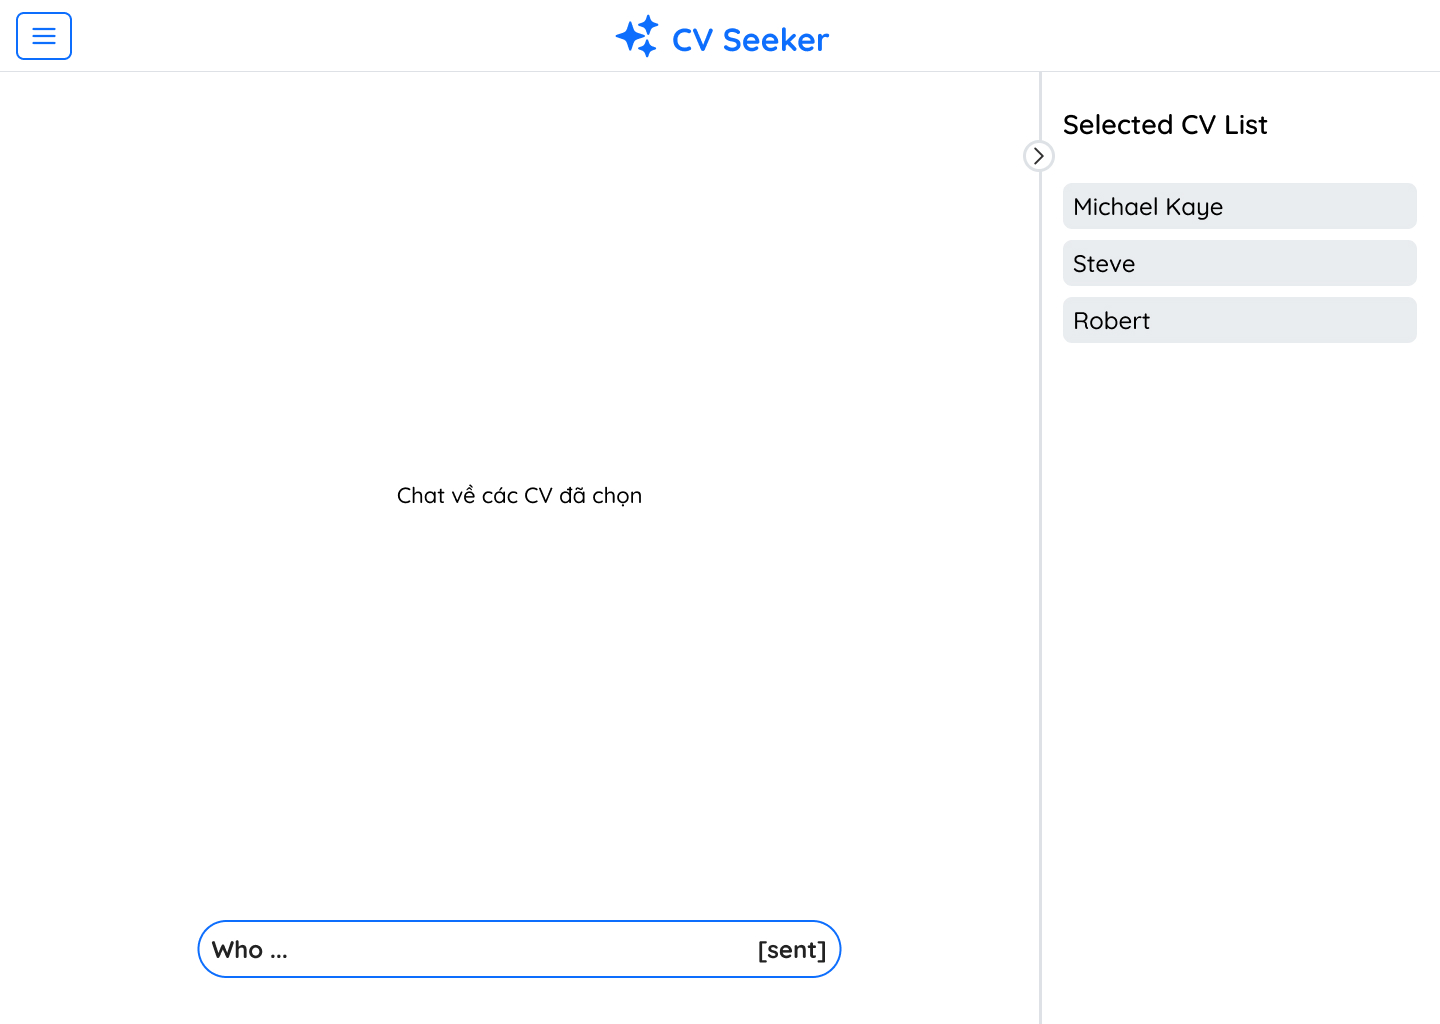 CV Seeker
Selected CV List
Michael Kaye
Steve
Robert
Chat về các CV đã chọn
Who ...
[sent]